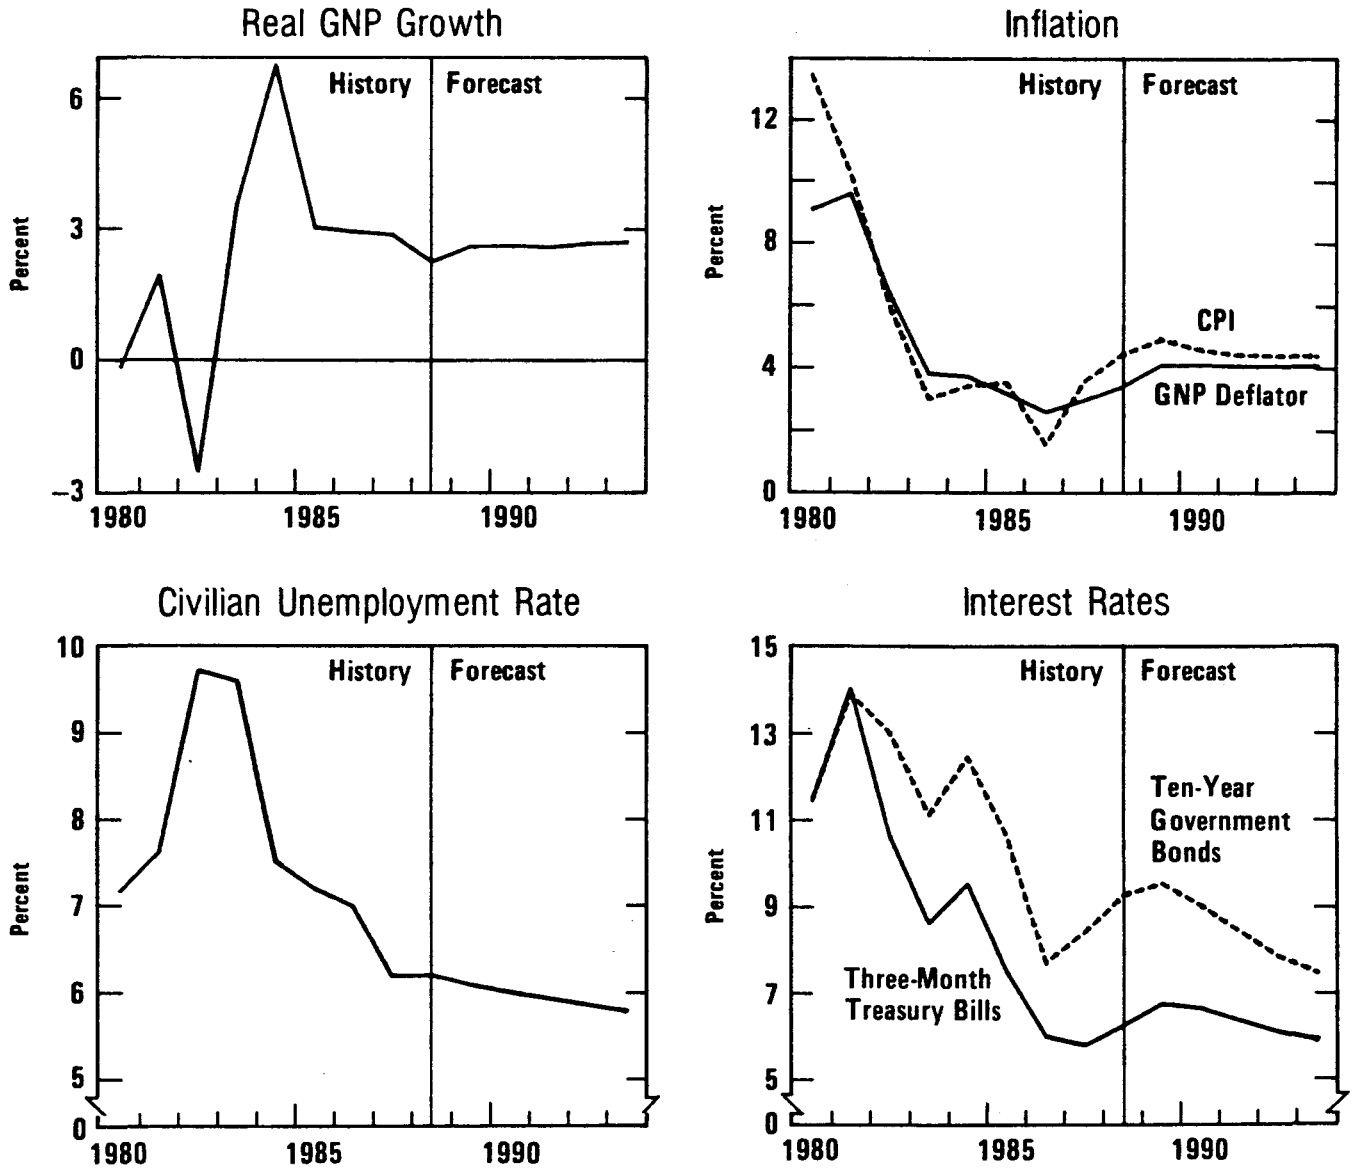 Real GNP Growth
Percent
6
3
0
−3
History
Forecast
1980 1985 1990
Inflation
Percent
12
8
4
0
History
Forecast
CPI
GNP Deflator
1980 1985 1990
Civilian Unemployment Rate
Percent
10
9
8
7
6
5
0
History
Forecast
1980 1985 1990
Interest Rates
Percent
15
13
11
9
7
5
0
History
Forecast
Ten-Year
Government
Bonds
Three-Month
Treasury Bills
1980 1985 1990